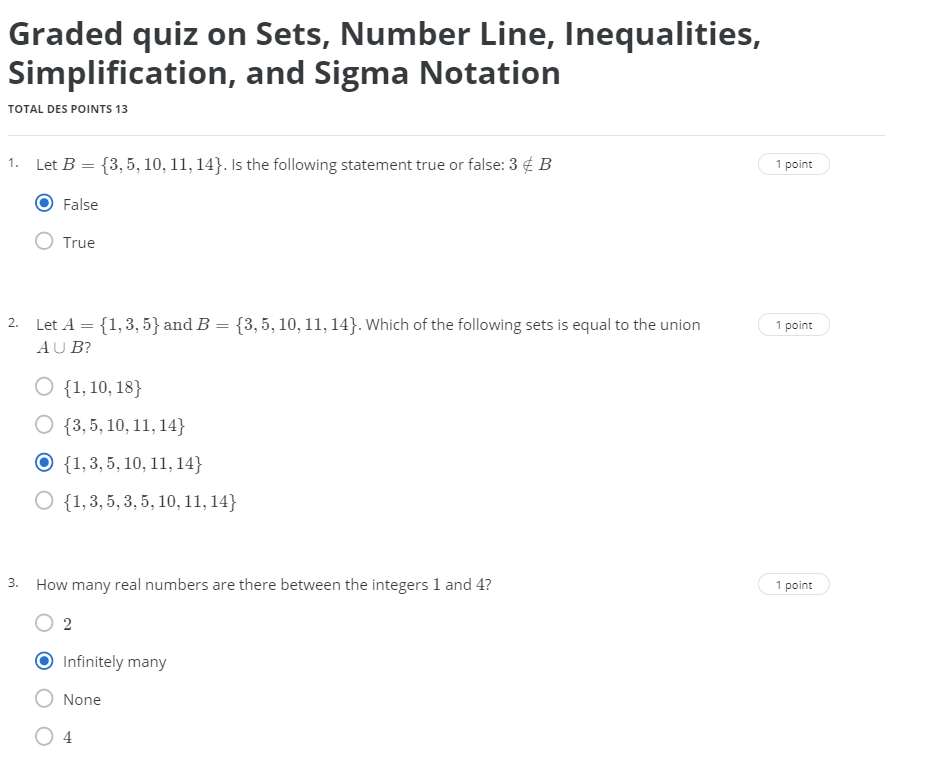 Graded quiz on Sets, Number Line, Inequalities,
Simplification, and Sigma Notation
TOTAL DES POINTS 13
1. Let B = {3, 5, 10, 11, 14}. Is the following statement true or false: 3 ∉ B 1 point
False
True
2. Let A = {1, 3, 5} and B = {3, 5, 10, 11, 14}. Which of the following sets is equal to the union 1 point
A ∪ B?
{1, 10, 18}
{3, 5, 10, 11, 14}
{1, 3, 5, 10, 11, 14}
{1, 3, 5, 3, 5, 10, 11, 14}
3. How many real numbers are there between the integers 1 and 4? 1 point
2
Infinitely many
None
4